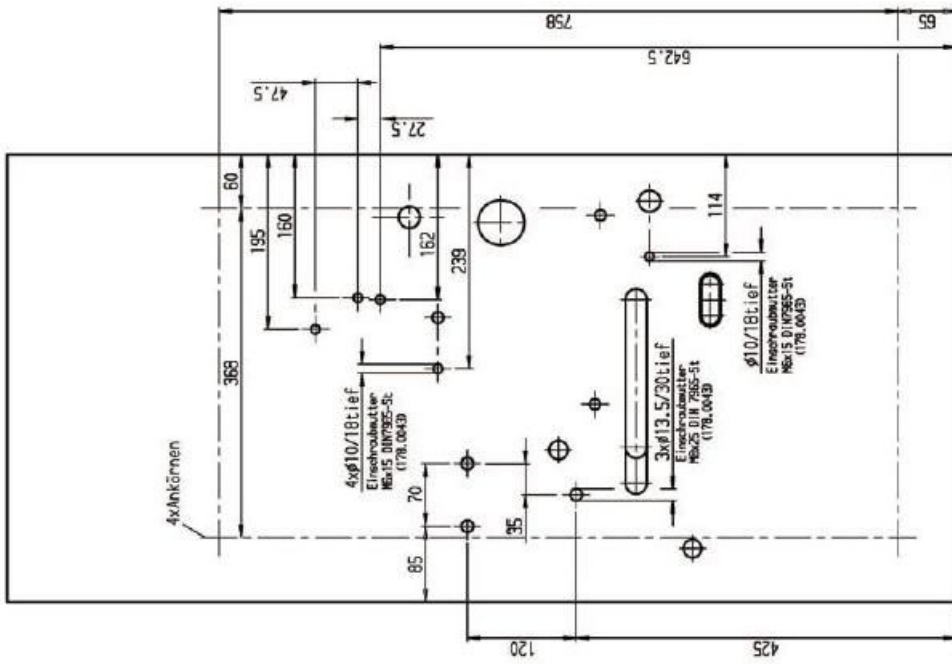 758
65
642.5
47.5
27.5
60
160
195
162
239
114
368
4xAnkörnen
4xø10/18tief
Einschraubmutter
M6x15 DIN7965-St
(178.0043)
ø10/18tief
Einschraubmutter
M6x15 DIN7965-St
(178.0043)
3xø13.5/30tief
Einschraubmutter
M8x25 DIN 7965-St
(178.0049)
70
35
85
120
425